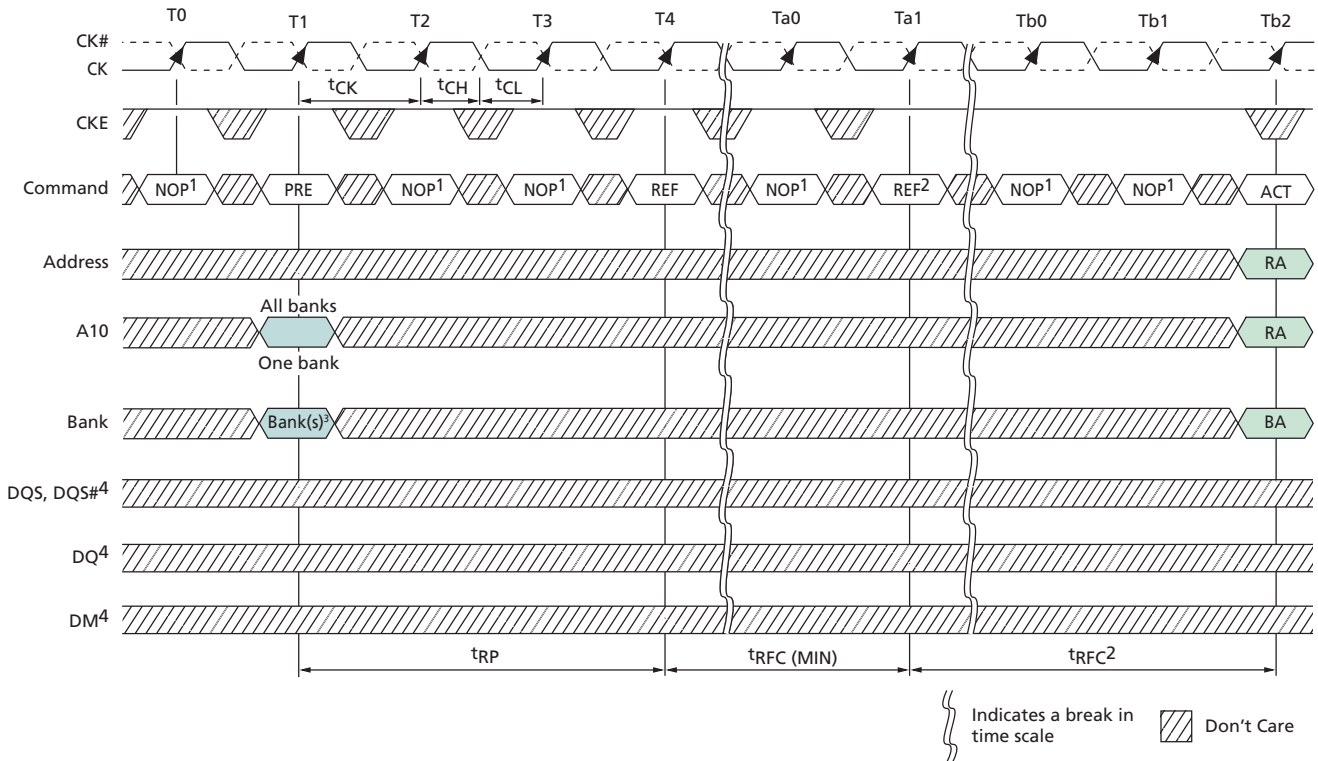 T0 T1 T2 T3 T4 Ta0 Ta1 Tb0 Tb1 Tb2
CK#
CK
tCK tCH tCL
CKE
Command NOP1 PRE NOP1 NOP1 REF NOP1 REF2 NOP1 NOP1 ACT
Address RA
All banks
A10 RA
One bank
Bank Bank(s)3 BA
DQS, DQS#4
DQ4
DM4
tRP tRFC (MIN) tRFC2
Indicates a break in
time scale
Don't Care